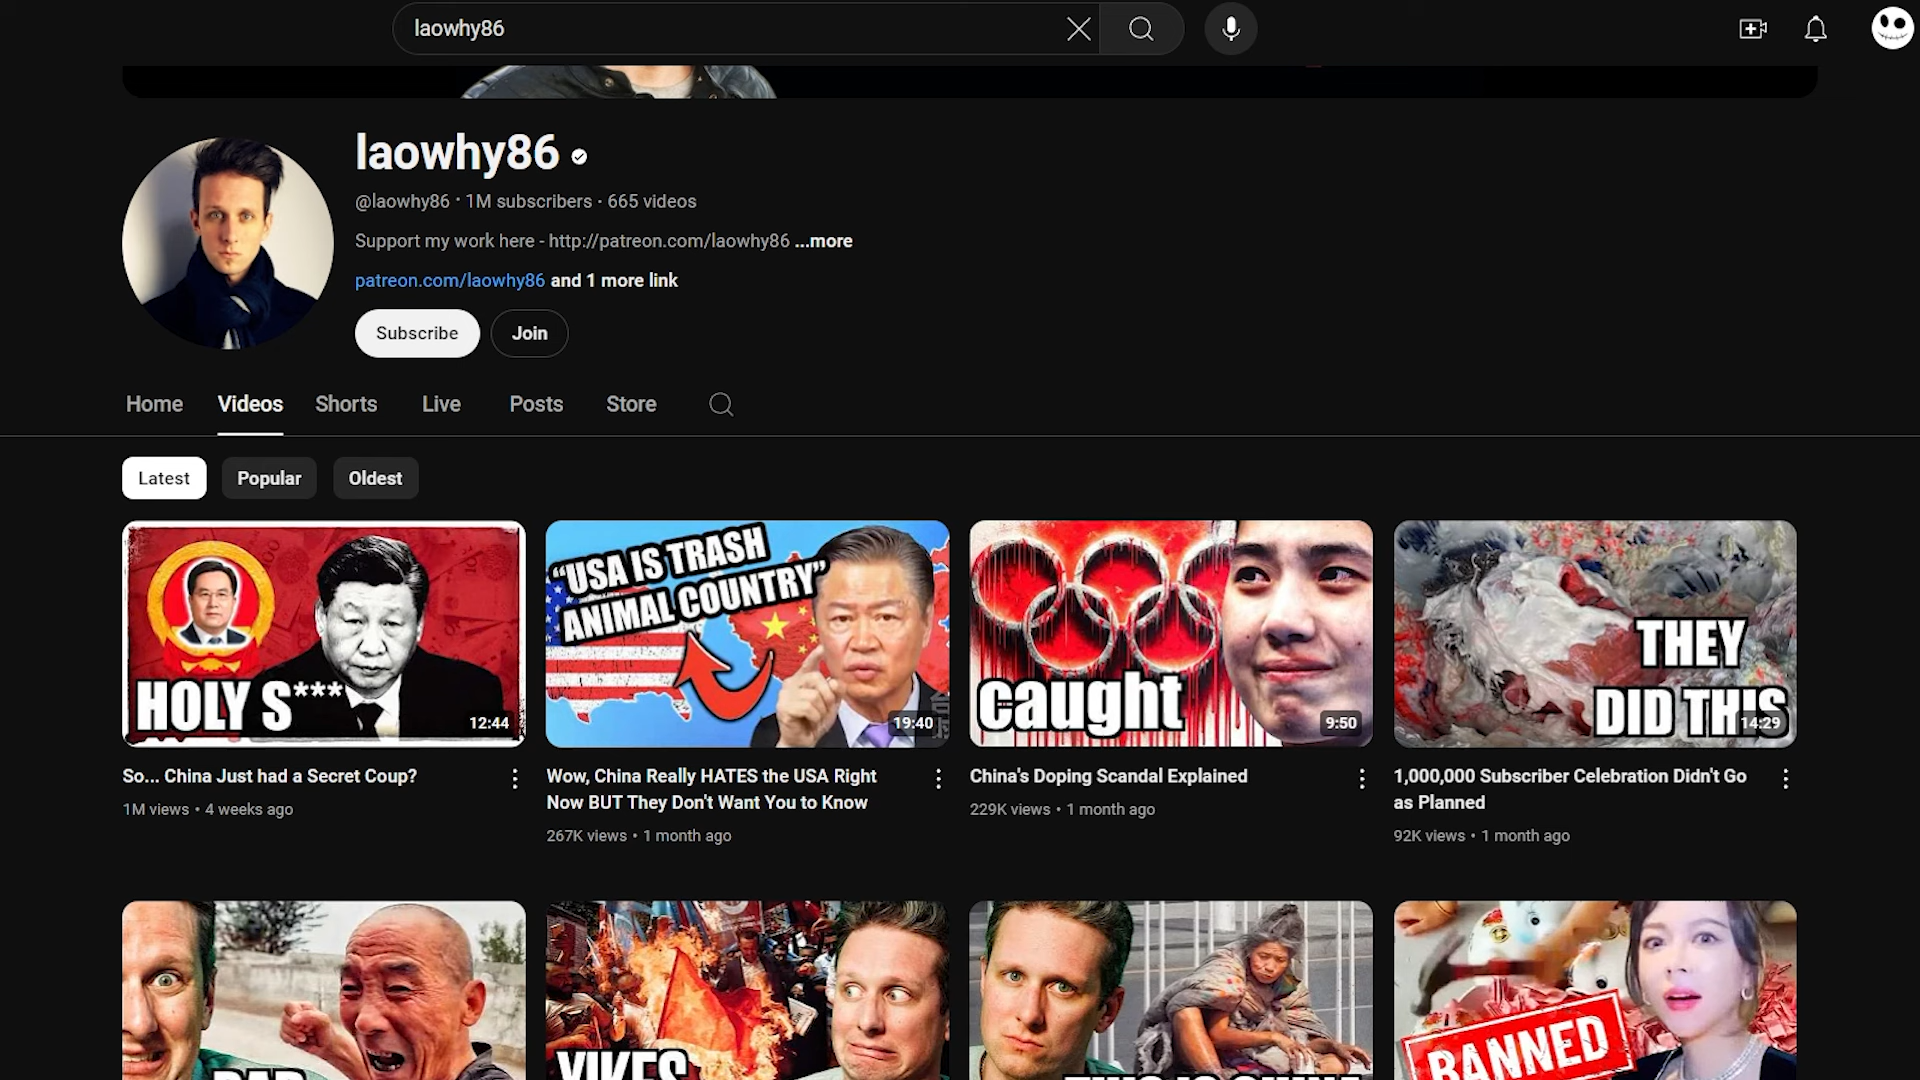 laowhy86
laowhy86
@laowhy86 • 1M subscribers • 665 videos
Support my work here - http://patreon.com/laowhy86 ...more
patreon.com/laowhy86 and 1 more link
Subscribe
Join
Home
Videos
Shorts
Live
Posts
Store
Latest
Popular
Oldest
HOLY S***
12:44
"USA IS TRASH
ANIMAL COUNTRY"
19:40
caught
9:50
THEY
DID THIS
14:29
So... China Just had a Secret Coup?
1M views • 4 weeks ago
Wow, China Really HATES the USA Right
Now BUT They Don't Want You to Know
267K views • 1 month ago
China's Doping Scandal Explained
229K views • 1 month ago
1,000,000 Subscriber Celebration Didn't Go
as Planned
92K views • 1 month ago
YIKES
BANNED